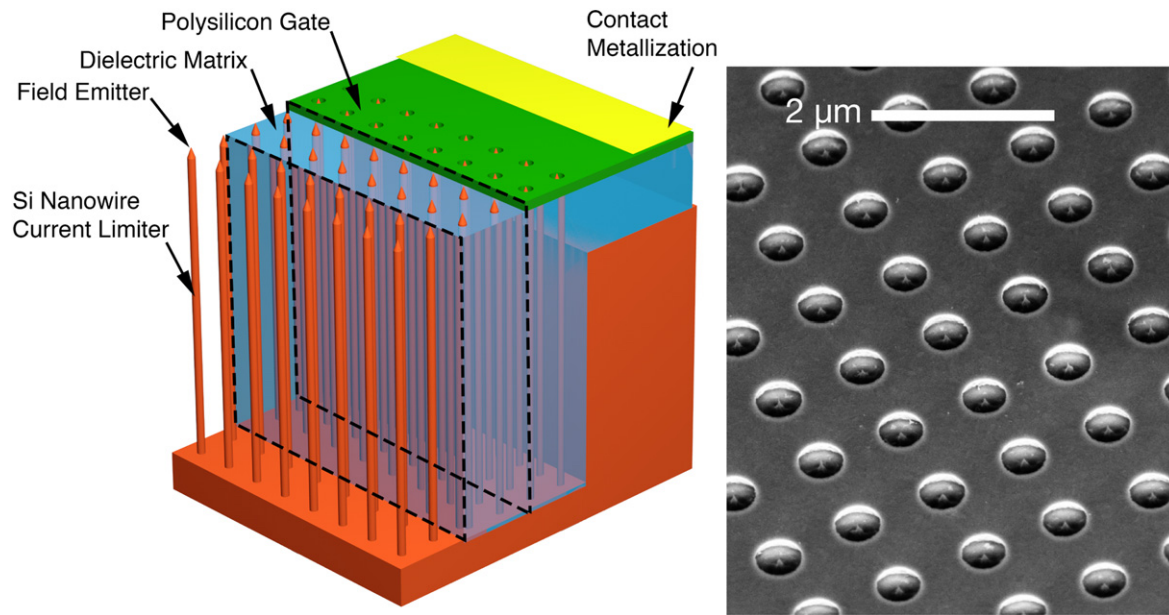 Polysilicon Gate
Dielectric Matrix
Field Emitter
Si Nanowire
Current Limiter
Contact
Metallization
2 μm